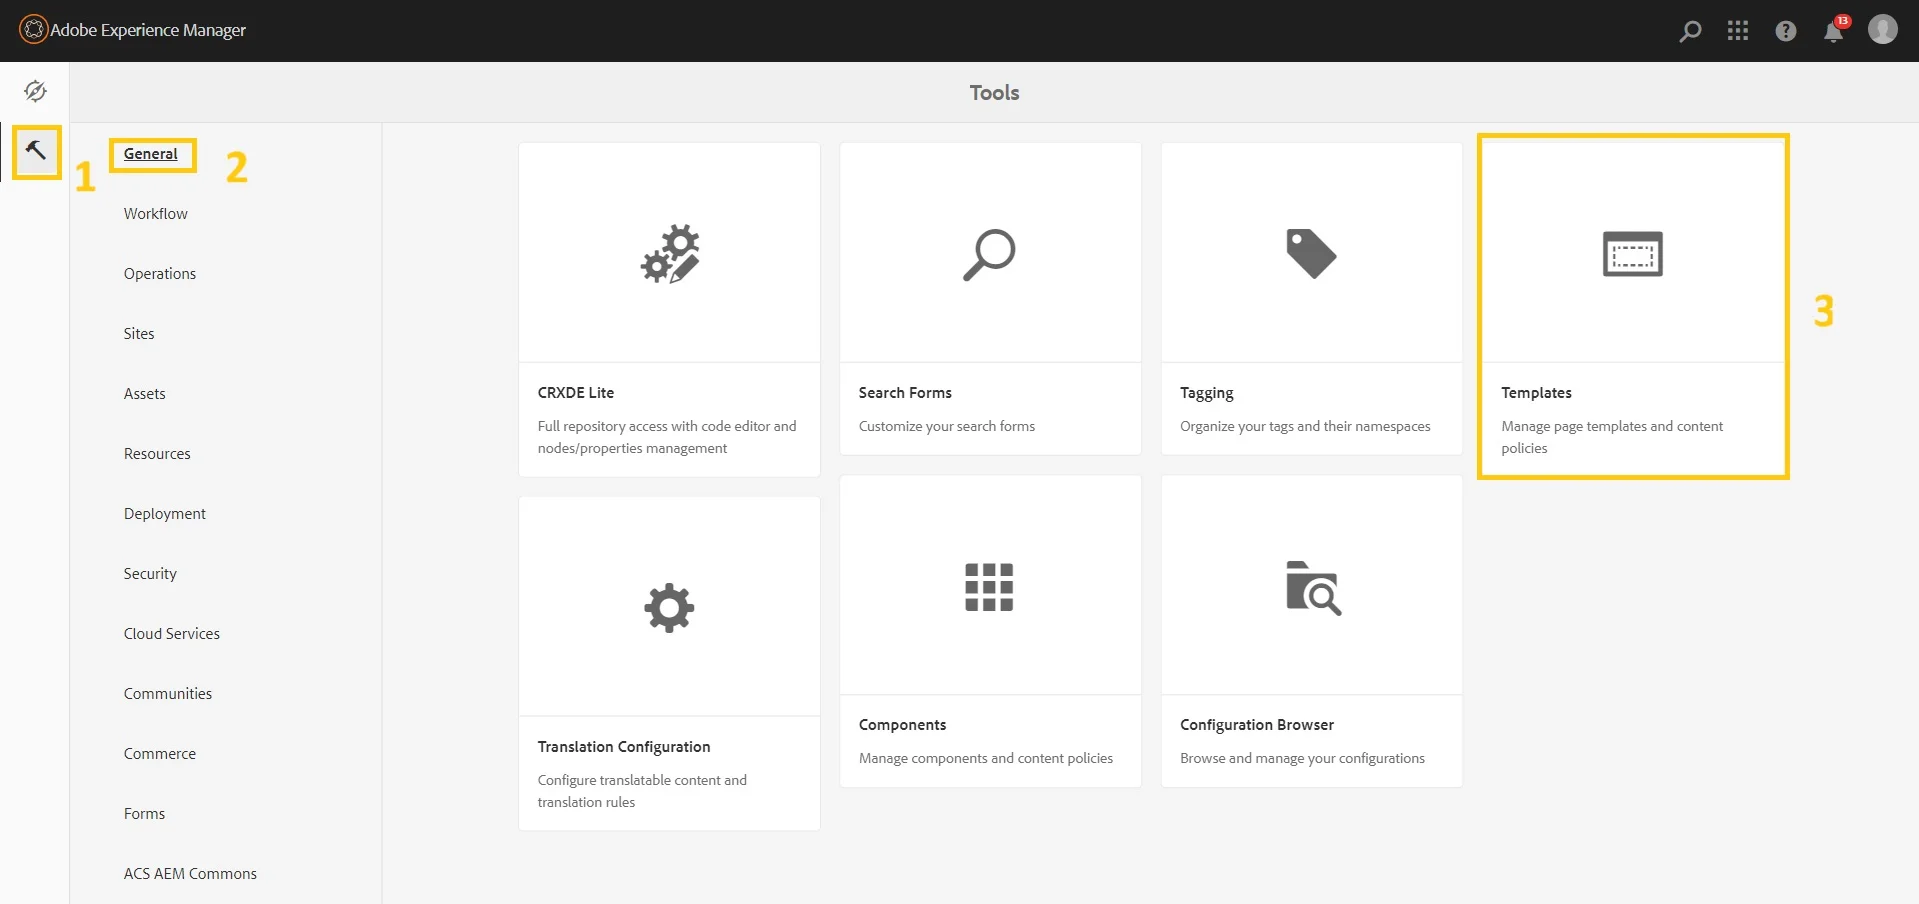 Adobe Experience Manager
?
13
Tools
1
General
2
Workflow
Operations
Sites
Assets
Resources
Deployment
Security
Cloud Services
Communities
Commerce
Forms
ACS AEM Commons
CRXDE Lite
Full repository access with code editor and
nodes/properties management
Search Forms
Customize your search forms
Tagging
Organize your tags and their namespaces
Templates
Manage page templates and content
policies
3
Translation Configuration
Configure translatable content and
translation rules
Components
Manage components and content policies
Configuration Browser
Browse and manage your configurations